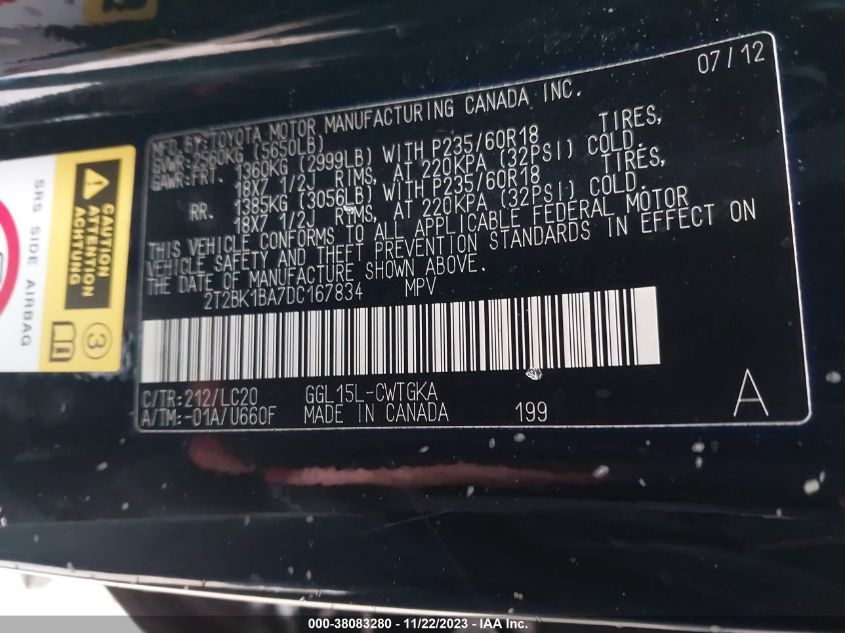 07/12
MFD.BY:TOYOTA MOTOR MANUFACTURING CANADA INC.
GVWR:2560KG (5650LB)
GAWR:FRT. 1360KG (2999LB) WITH P235/60R18 TIRES,
18X7 1/2J RIMS, AT 220KPA (32PSI) COLD.
RR. 1385KG (3056LB) WITH P235/60R18 TIRES,
18X7 1/2J RIMS, AT 220KPA (32PSI) COLD.
THIS VEHICLE CONFORMS TO ALL APPLICABLE FEDERAL MOTOR
VEHICLE SAFETY AND THEFT PREVENTION STANDARDS IN EFFECT ON
THE DATE OF MANUFACTURE SHOWN ABOVE.
2T2BK1BA7DC167834 MPV
C/TR:212/LC20 GGL15L-CWTGKA
A/TM:-01A/U660F MADE IN CANADA 199 A
CAUTION
ATTENTION
ACHTUNG
SRS SIDE AIRBAG
3
000-38083280 - 11/22/2023 - IAA Inc.